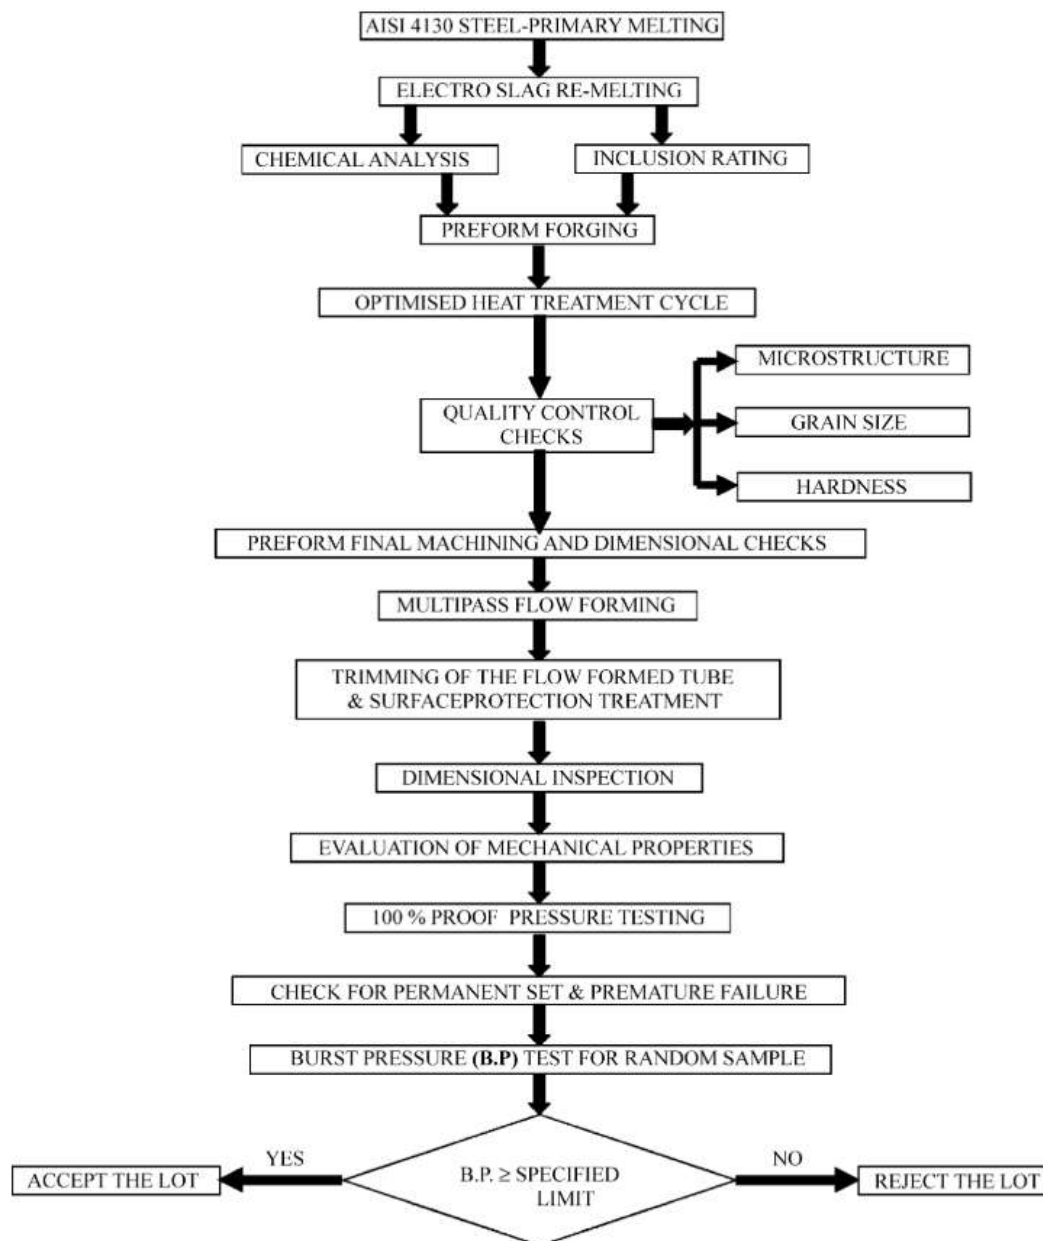 AISI 4130 STEEL-PRIMARY MELTING
ELECTRO SLAG RE-MELTING
CHEMICAL ANALYSIS
INCLUSION RATING
PREFORM FORGING
OPTIMISED HEAT TREATMENT CYCLE
QUALITY CONTROL
CHECKS
MICROSTRUCTURE
GRAIN SIZE
HARDNESS
PREFORM FINAL MACHINING AND DIMENSIONAL CHECKS
MULTIPASS FLOW FORMING
TRIMMING OF THE FLOW FORMED TUBE
& SURFACEPROTECTION TREATMENT
DIMENSIONAL INSPECTION
EVALUATION OF MECHANICAL PROPERTIES
100 % PROOF PRESSURE TESTING
CHECK FOR PERMANENT SET & PREMATURE FAILURE
BURST PRESSURE (B.P) TEST FOR RANDOM SAMPLE
B.P. ≥ SPECIFIED
LIMIT
YES
ACCEPT THE LOT
NO
REJECT THE LOT